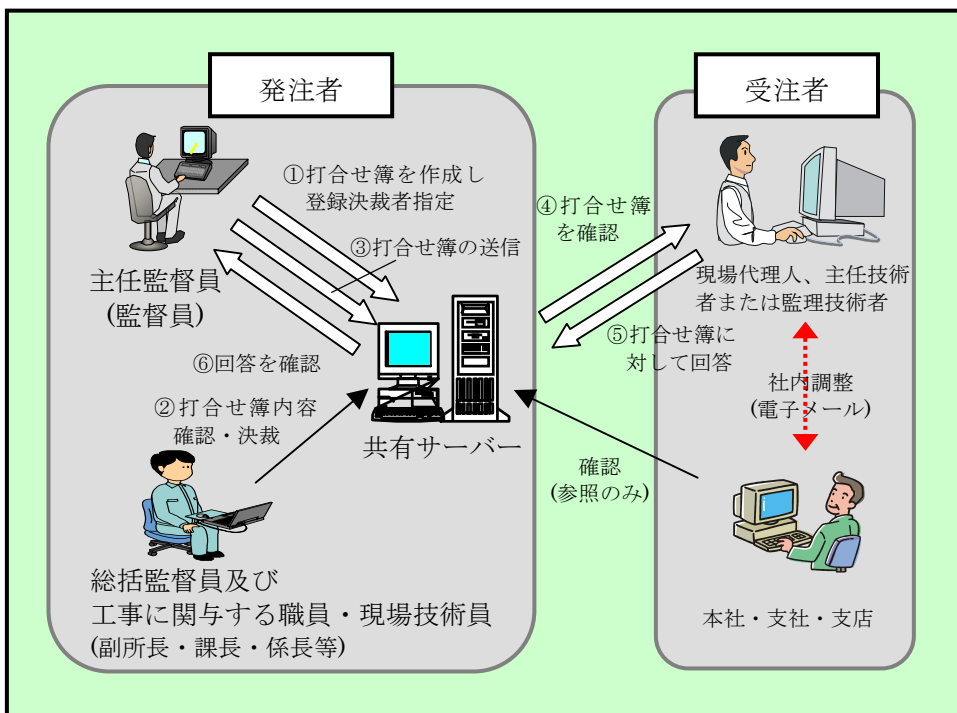 発注者
受注者
①打合せ簿を作成し
登録決裁者指定
③打合せ簿の送信
主任監督員
(監督員)
⑥回答を確認
②打合せ簿内容
確認・決裁
共有サーバー
総括監督員及び
工事に関与する職員・現場技術員
(副所長・課長・係長等)
④打合せ簿
を確認
現場代理人、主任技術
者または監理技術者
⑤打合せ簿に
対して回答
社内調整
(電子メール)
確認
(参照のみ)
本社・支社・支店